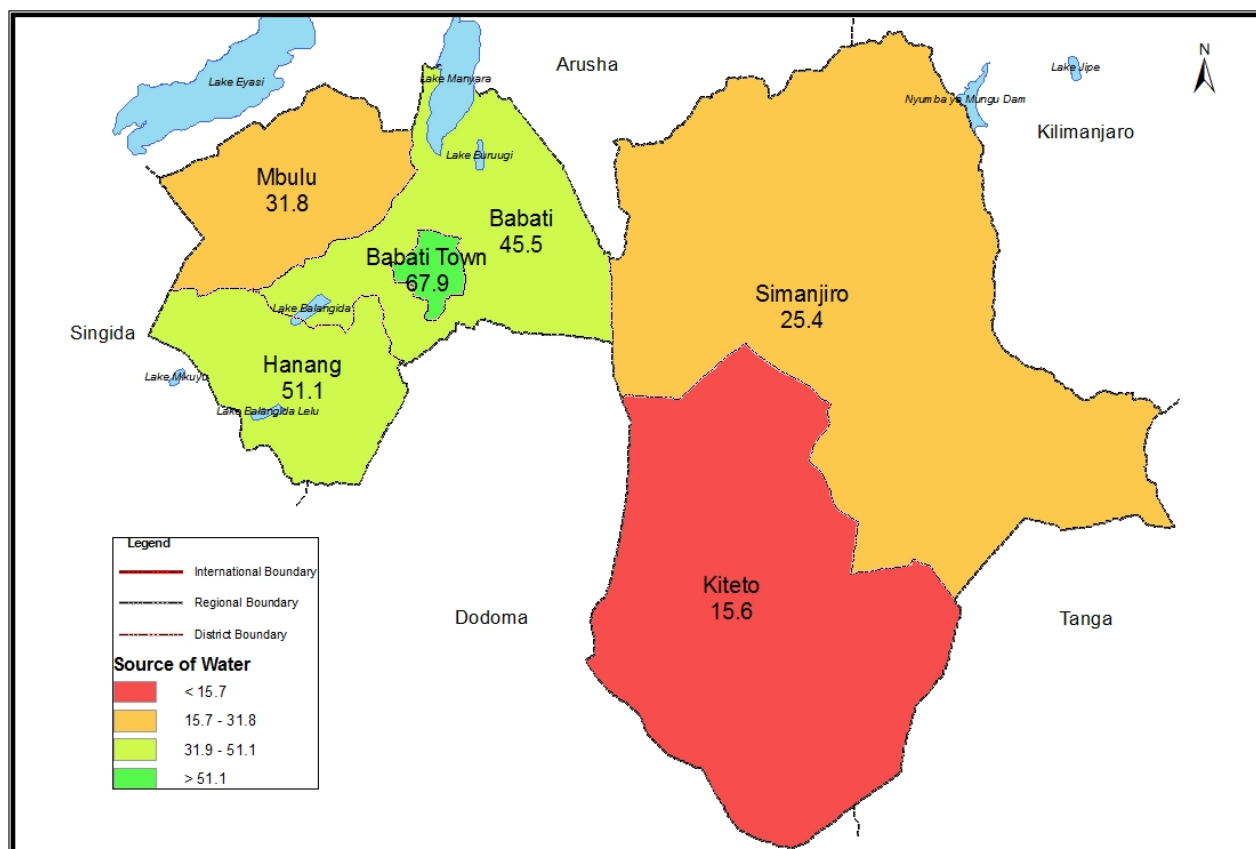 Lake Eyasi
Lake Manyara
Arusha
N
Lake Jipe
Nyumba ya Mungu Dam
Kilimanjaro
Lake Buruugi
Mbulu
31.8
Babati
45.5
Babati Town
67.9
Simanjiro
25.4
Lake Balangida
Singida
Hanang
51.1
Lake Mikuyu
Lake Balangida Lelu
Kiteto
15.6
Dodoma
Tanga
Legend
International Boundary
Regional Boundary
District Boundary
Source of Water
< 15.7
15.7 - 31.8
31.9 - 51.1
> 51.1